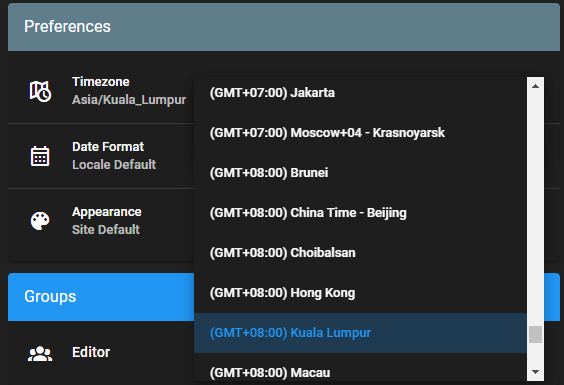 Preferences
Timezone
Asia/Kuala_Lumpur
Date Format
Locale Default
Appearance
Site Default
Groups
Editor
(GMT+07:00) Jakarta
(GMT+07:00) Moscow+04 - Krasnoyarsk
(GMT+08:00) Brunei
(GMT+08:00) China Time - Beijing
(GMT+08:00) Choibalsan
(GMT+08:00) Hong Kong
(GMT+08:00) Kuala Lumpur
(GMT+08:00) Macau